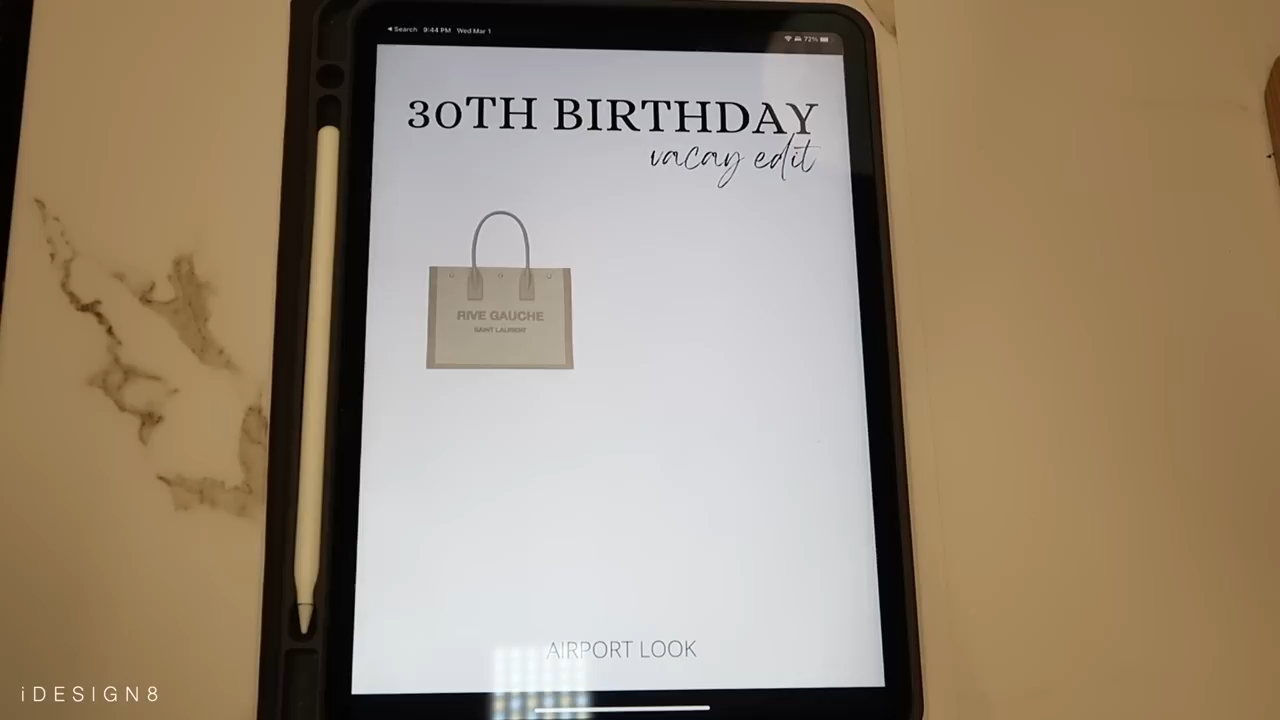 Search 9:44 PM Wed Mar 1
72%
30TH BIRTHDAY
vacay edit
RIVE GAUCHE
SAINT LAURENT
AIRPORT LOOK
iDESIGN8